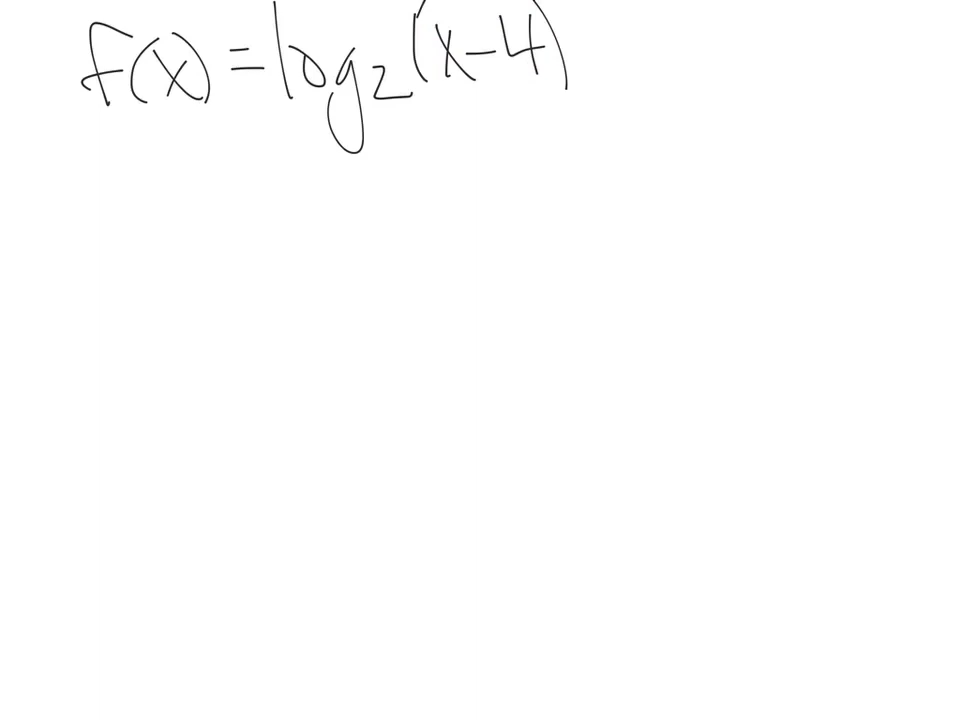 f(x) = log₂(x-4)